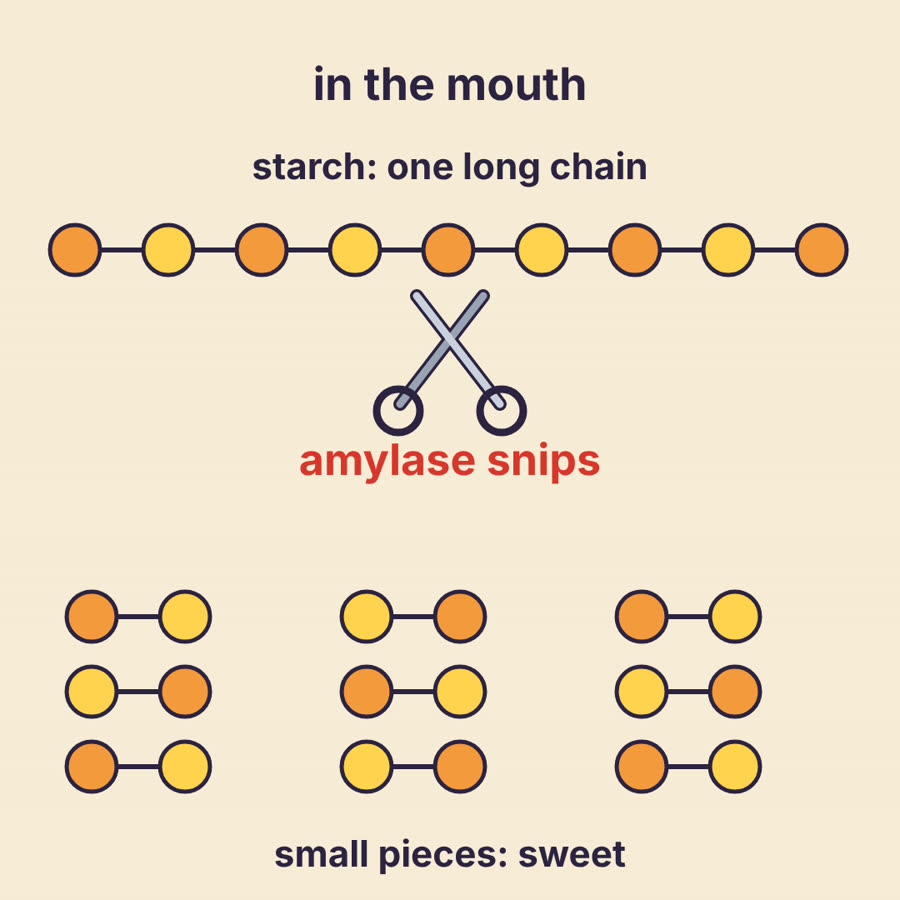 in the mouth
starch: one long chain
amylase snips
small pieces: sweet